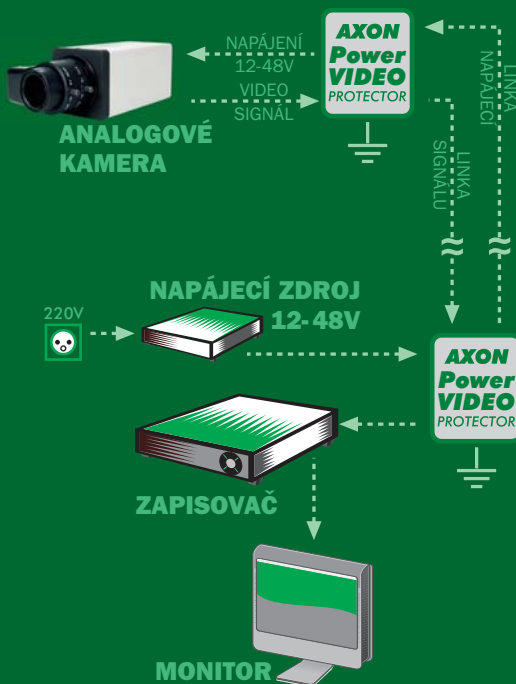 NAPÁJENÍ
12-48V
VIDEO
SIGNÁL
AXON
Power
VIDEO
PROTECTOR
LINKA
NAPÁJECÍ
LINKA
SIGNÁLU
ANALOGOVÉ
KAMERA
NAPÁJECÍ ZDROJ
12-48V
220V
AXON
Power
VIDEO
PROTECTOR
ZAPISOVAČ
MONITOR